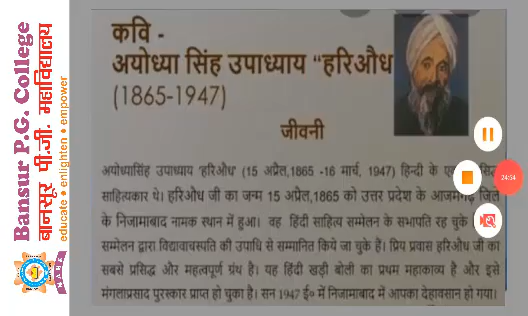 Bansur P.G. College
बानसूर पी.जी. महाविद्यालय
educate • enlighten • empower
कवि -
अयोध्या सिंह उपाध्याय "हरिऔध
(1865-1947)
जीवनी
अयोध्यासिंह उपाध्याय 'हरिऔध' (15 अप्रैल,1865 -16 मार्च, 1947) हिन्दी के
साहित्यकार थे। हरिऔध जी का जन्म 15 अप्रैल,1865 को उत्तर प्रदेश के आजमगढ़ जिले
के निजामाबाद नामक स्थान में हुआ। वह हिंदी साहित्य सम्मेलन के सभापति रह चुके
सम्मेलन द्वारा विद्यावाचस्पति की उपाधि से सम्मानित किये जा चुके है। प्रिय प्रवास हरिऔध जी का
सबसे प्रसिद्ध और महत्वपूर्ण ग्रंथ है। यह हिंदी खड़ी बोली का प्रथम महाकाव्य है और इसे
मंगलाप्रसाद पुरस्कार प्राप्त हो चुका है। सन 1947 ई० में निजामाबाद में आपका देहावसान हो गया।
24:54